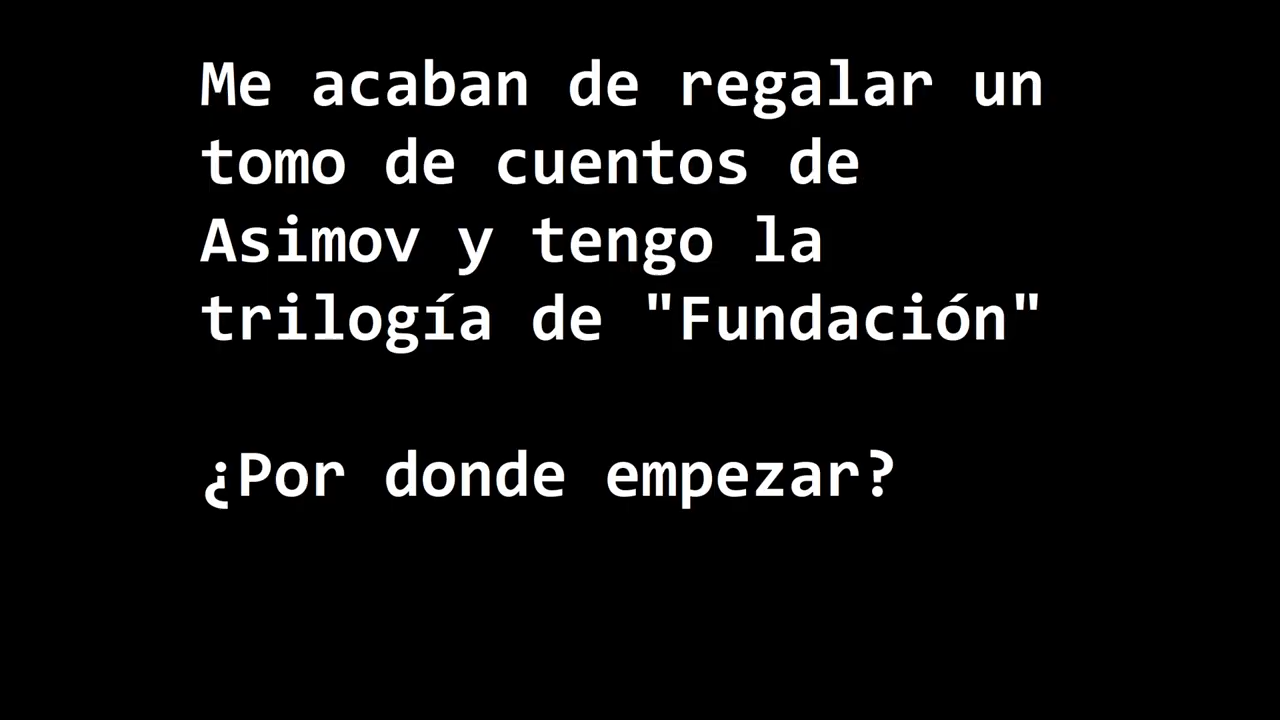 Me acaban de regalar un
tomo de cuentos de
Asimov y tengo la
trilogía de "Fundación"
¿Por donde empezar?